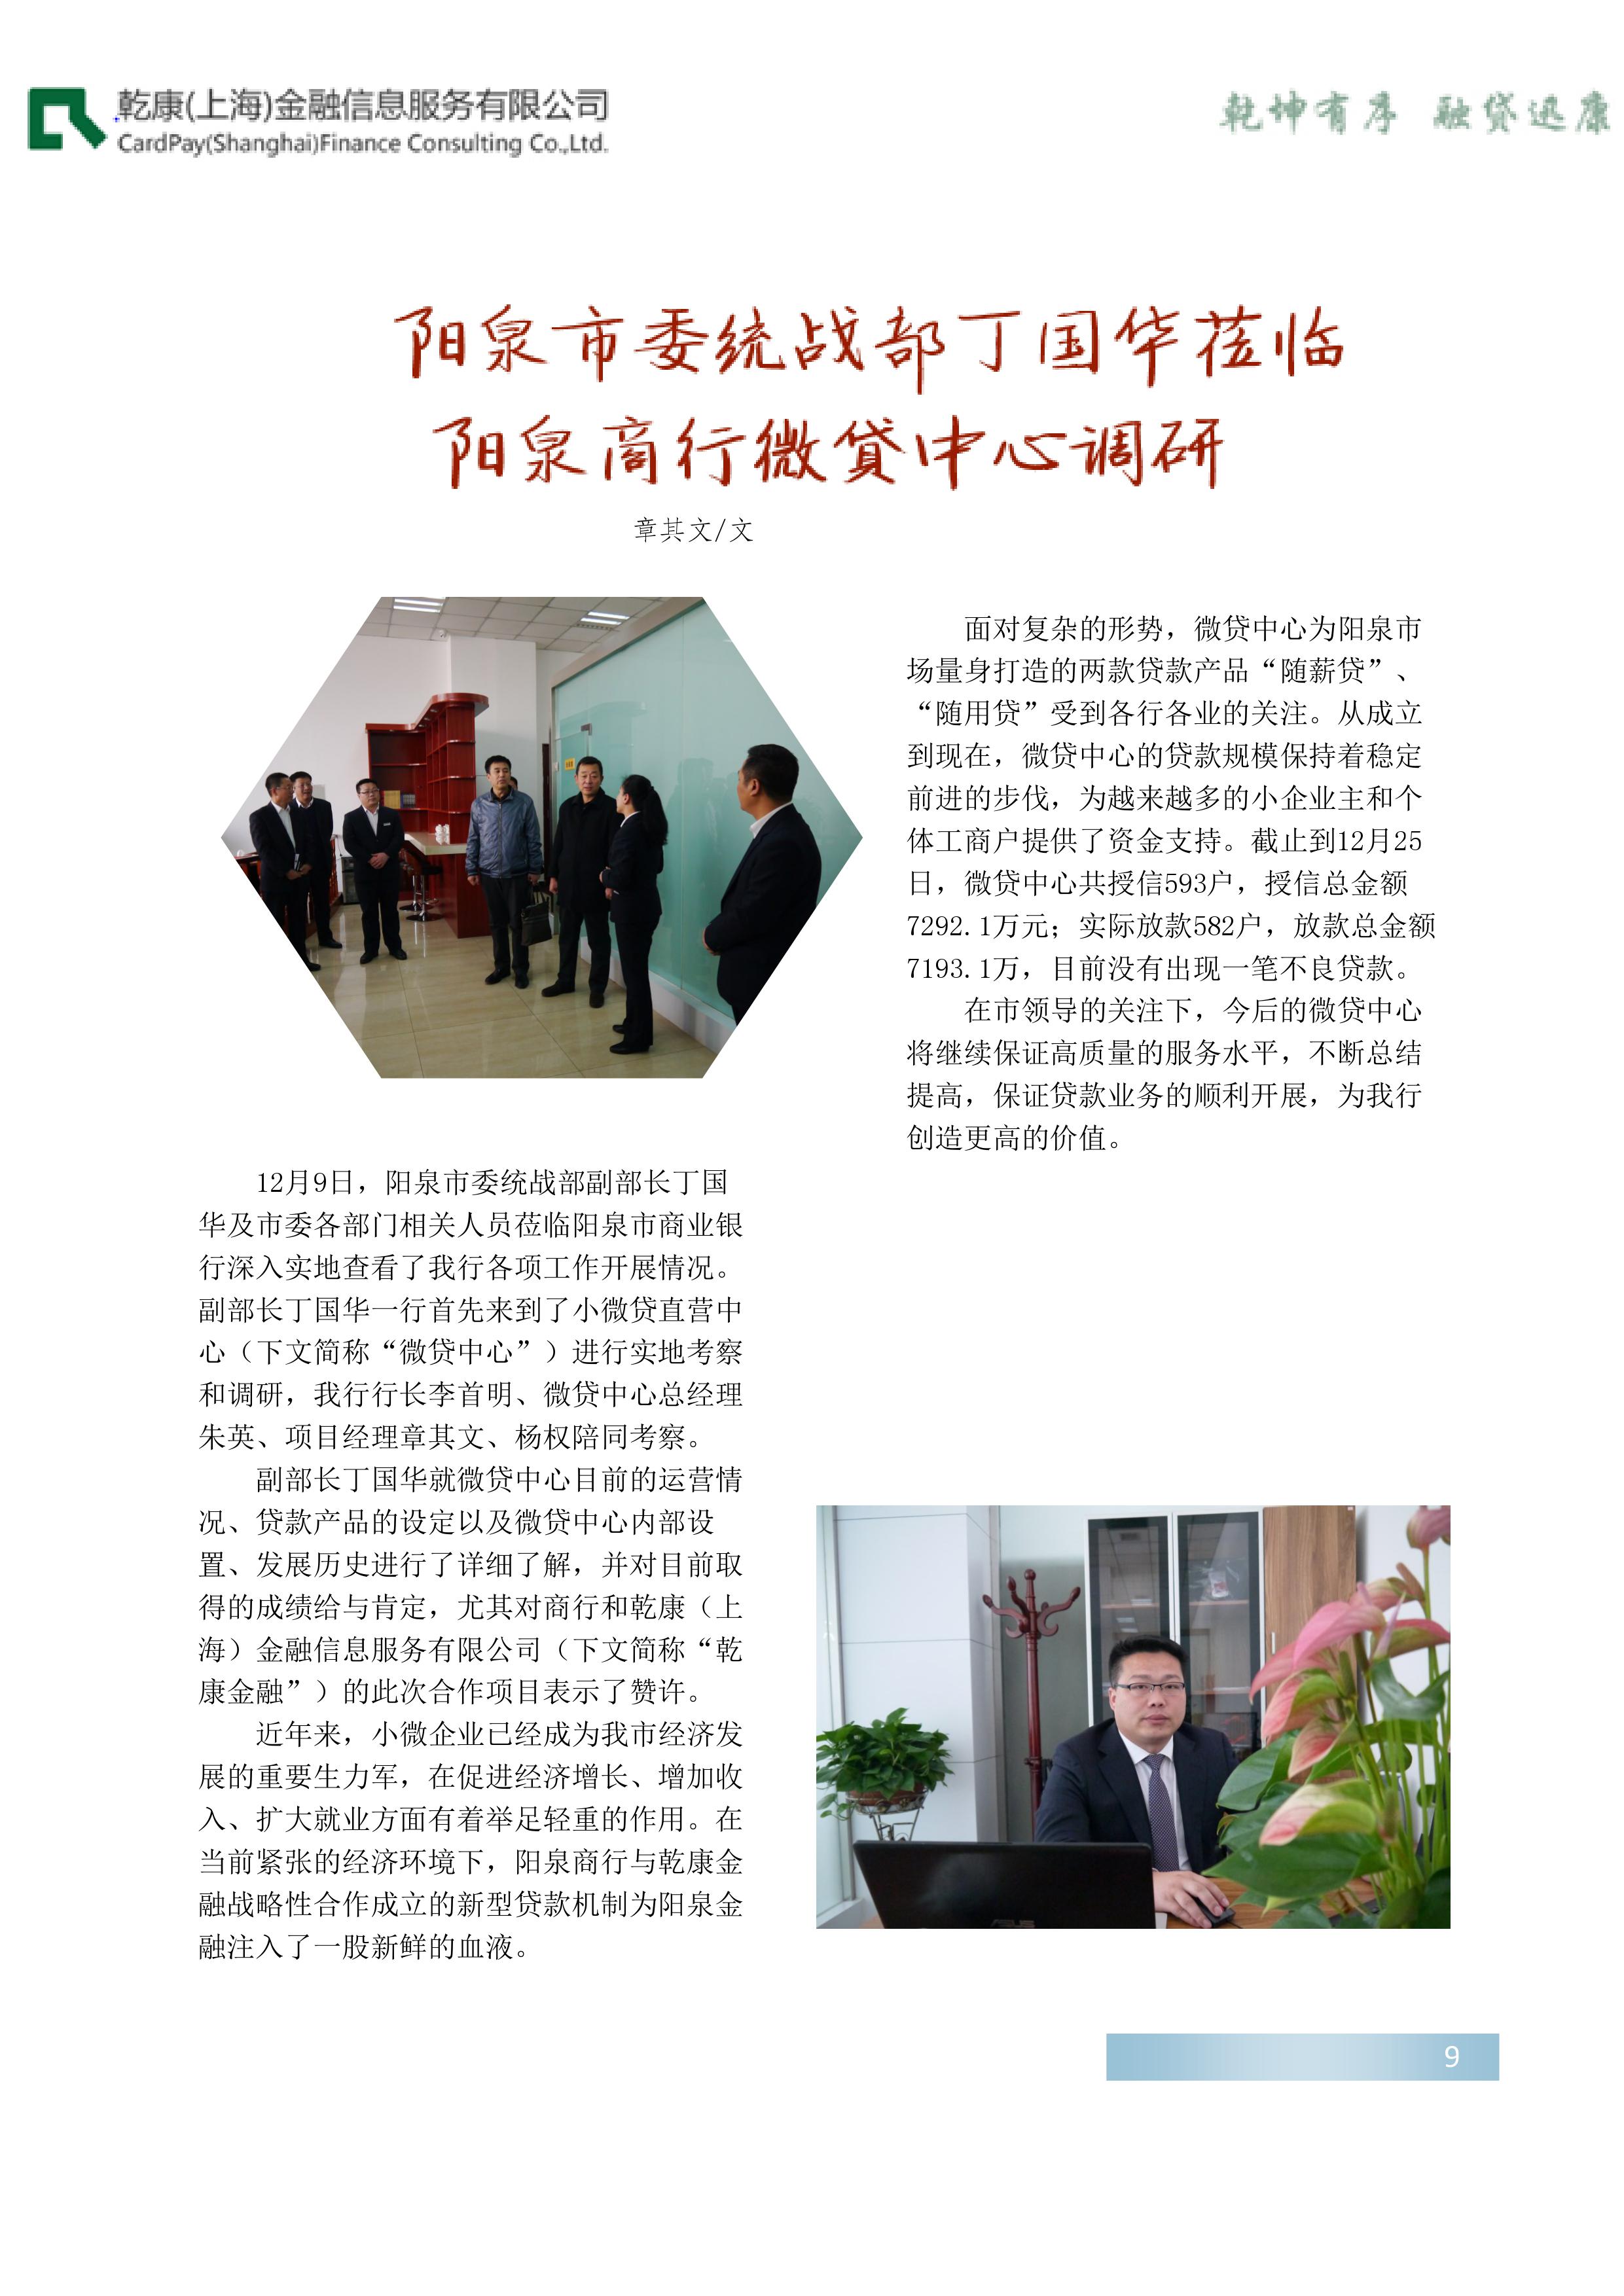 乾康(上海)金融信息服务有限公司
CardPay(Shanghai)Finance Consulting Co.,Ltd.
乾坤有序 融贷迅康
阳泉市委统战部丁国华莅临
阳泉商行微貸中心调研
章其文/文
12月9日，阳泉市委统战部副部长丁国
华及市委各部门相关人员莅临阳泉市商业银
行深入实地查看了我行各项工作开展情况。
副部长丁国华一行首先来到了小微贷直营中
心（下文简称“微贷中心”）进行实地考察
和调研，我行行长李首明、微贷中心总经理
朱英、项目经理章其文、杨权陪同考察。
副部长丁国华就微贷中心目前的运营情
况、贷款产品的设定以及微贷中心内部设
置、发展历史进行了详细了解，并对目前取
得的成绩给与肯定，尤其对商行和乾康（上
海）金融信息服务有限公司（下文简称“乾
康金融”）的此次合作项目表示了赞许。
近年来，小微企业已经成为我市经济发
展的重要生力军，在促进经济增长、增加收
入、扩大就业方面有着举足轻重的作用。在
当前紧张的经济环境下，阳泉商行与乾康金
融战略性合作成立的新型贷款机制为阳泉金
融注入了一股新鲜的血液。
面对复杂的形势，微贷中心为阳泉市
场量身打造的两款贷款产品“随薪贷”、
“随用贷”受到各行各业的关注。从成立
到现在，微贷中心的贷款规模保持着稳定
前进的步伐，为越来越多的小企业主和个
体工商户提供了资金支持。截止到12月25
日，微贷中心共授信593户，授信总金额
7292.1万元；实际放款582户，放款总金额
7193.1万，目前没有出现一笔不良贷款。
在市领导的关注下，今后的微贷中心
将继续保证高质量的服务水平，不断总结
提高，保证贷款业务的顺利开展，为我行
创造更高的价值。
ASUS
9